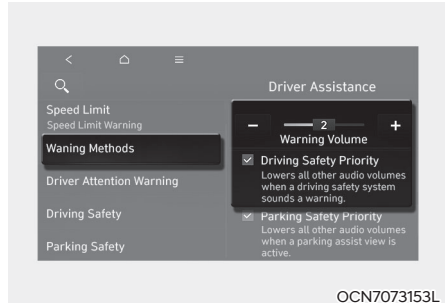 Driver Assistance
Speed Limit
Speed Limit Warning
Waning Methods
Driver Attention Warning
Driving Safety
Parking Safety
– 2 +
Warning Volume
Driving Safety Priority
Lowers all other audio volumes
when a driving safety system
sounds a warning.
Parking Safety Priority
Lowers all other audio volumes
when a parking assist view is
active.
OCN7073153L